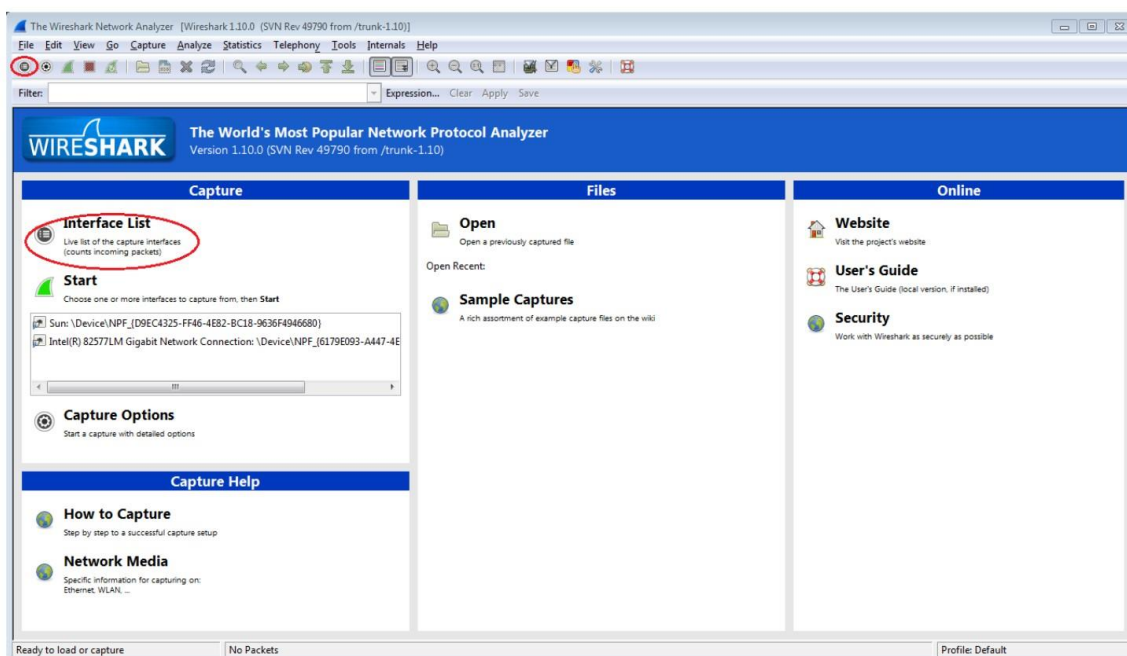 The Wireshark Network Analyzer [Wireshark 1.10.0 (SVN Rev 49790 from /trunk-1.10)]
File Edit View Go Capture Analyze Statistics Telephony Tools Internals Help
Filter: Expression... Clear Apply Save
WIRESHARK
The World's Most Popular Network Protocol Analyzer
Version 1.10.0 (SVN Rev 49790 from /trunk-1.10)
Capture
Interface List
Live list of the capture interfaces
(counts incoming packets)
Start
Choose one or more interfaces to capture from, then Start
Sun: \Device\NPF_{D9EC4325-FF46-4E82-BC18-9636F4946680}
Intel(R) 82577LM Gigabit Network Connection: \Device\NPF_{6179E093-A447-4E
Capture Options
Start a capture with detailed options
Capture Help
How to Capture
Step by step to a successful capture setup
Network Media
Specific information for capturing on:
Ethernet, WLAN, ...
Files
Open
Open a previously captured file
Open Recent:
Sample Captures
A rich assortment of example capture files on the wiki
Online
Website
Visit the project's website
User's Guide
The User's Guide (local version, if installed)
Security
Work with Wireshark as securely as possible
Ready to load or capture No Packets Profile: Default